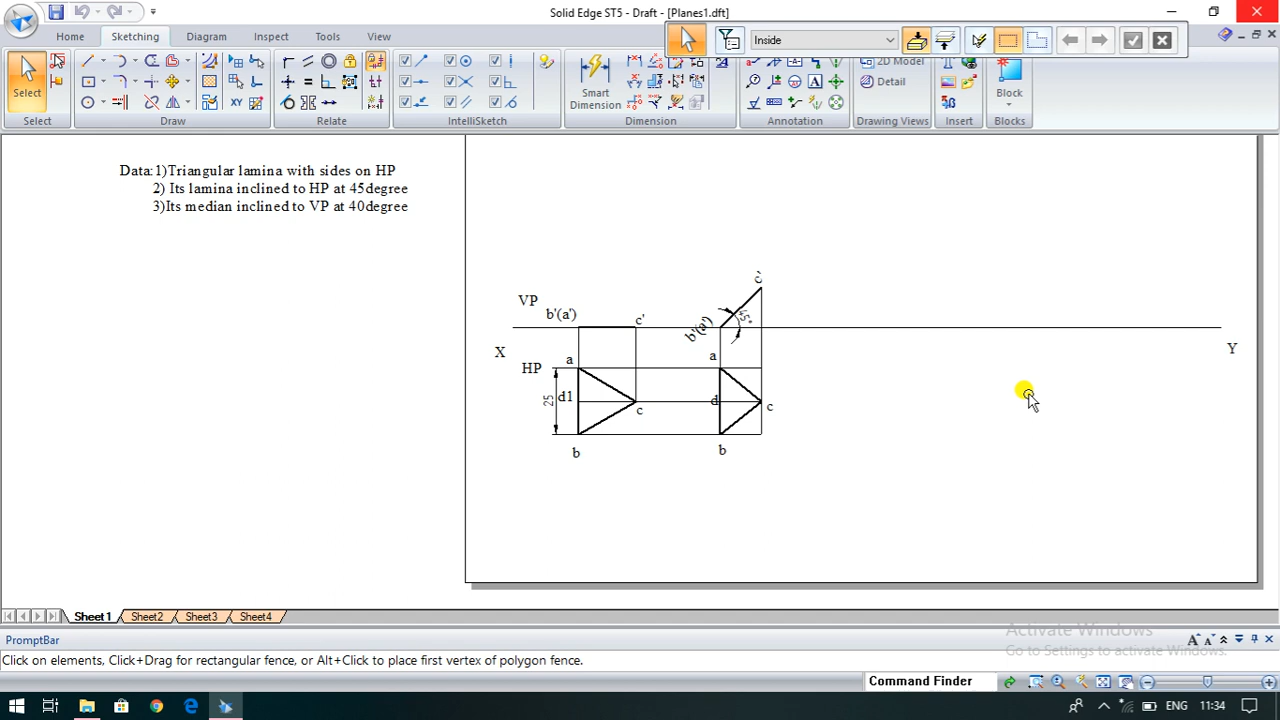 Solid Edge ST5 - Draft - [Planes1.dft]
Home
Sketching
Diagram
Inspect
Tools
View
Inside
Select
Smart
Dimension
2D Model
Detail
Block
Select
Draw
Relate
IntelliSketch
Dimension
Annotation
Drawing Views
Insert
Blocks
Data:1)Triangular lamina with sides on HP
2) Its lamina inclined to HP at 45degree
3)Its median inclined to VP at 40degree
VP
b'(a')
c'
b'(a')
c'
45°
X
Y
HP
a
a
25
d1
c
d
c
b
b
Sheet1
Sheet2
Sheet3
Sheet4
Activate Windows
Go to Settings to activate Windows.
PromptBar
Click on elements, Click+Drag for rectangular fence, or Alt+Click to place first vertex of polygon fence.
Command Finder
ENG
11:34